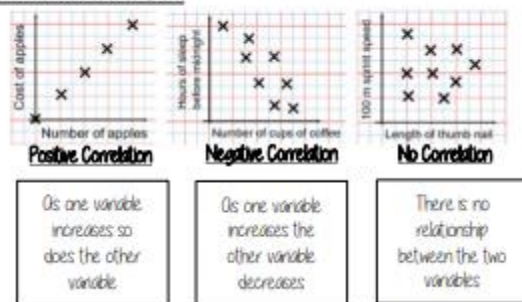 Cost of apples
Number of apples
Hours of sleep
before midnight
Number of cups of coffee
100 m sprint speed
Length of thumb nail
Positive Correlation
Negative Correlation
No Correlation
As one variable
increases so
does the other
variable
As one variable
increases the
other variable
decreases
There is no
relationship
between the two
variables